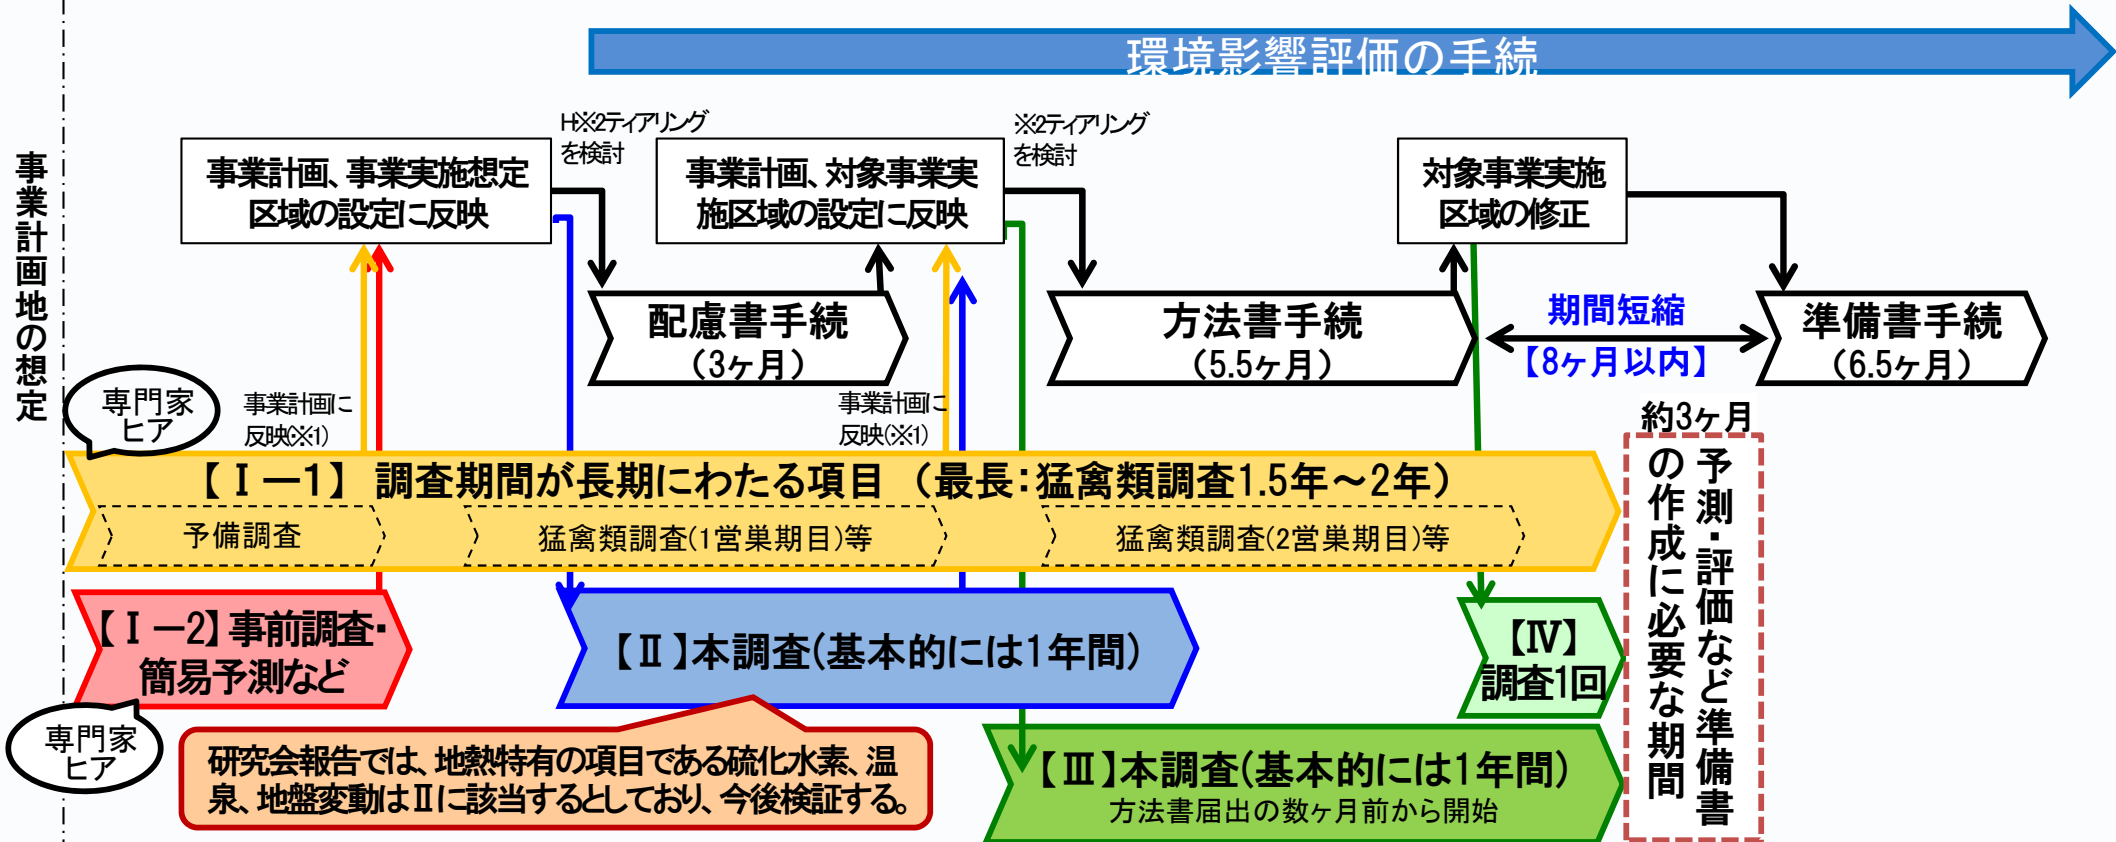 環境影響評価の手続
事業計画地の想定
H※2ティアリング
を検討
※2ティアリング
を検討
事業計画、事業実施想定
区域の設定に反映
事業計画、対象事業実
施区域の設定に反映
対象事業実施
区域の修正
配慮書手続
(3ヶ月)
方法書手続
(5.5ヶ月)
期間短縮
【8ヶ月以内】
準備書手続
(6.5ヶ月)
専門家
ヒア
事業計画に
反映(※1)
事業計画に
反映(※1)
約3ヶ月
【Ⅰー1】 調査期間が長期にわたる項目 （最長：猛禽類調査1.5年～2年）
予備調査
猛禽類調査(1営巣期目)等
猛禽類調査(2営巣期目)等
予測・評価など準備書
の作成に必要な期間
【Ⅰー2】事前調査・
簡易予測など
【Ⅱ】本調査(基本的には1年間)
【Ⅳ】
調査1回
専門家
ヒア
研究会報告では、地熱特有の項目である硫化水素、温
泉、地盤変動はⅡに該当するとしており、今後検証する。
【Ⅲ】本調査(基本的には1年間)
方法書届出の数ヶ月前から開始